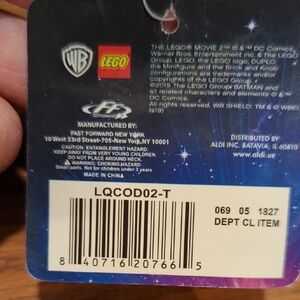 THE LEGO® MOVIE 2™ © & ™ DC Comics,
Warner Bros. Entertainment Inc. & The LEGO
Group. LEGO, the LEGO logo, DUPLO,
the Minifigure and the Brick and Knob
configurations are trademarks and/or
copyrights of the LEGO Group.
©2019 The LEGO Group. BATMAN and all
related characters and elements © & ™
DC Comics.
All rights reserved. WB SHIELD: ™ & © WBEI.
(s19)
WB
LEGO
FF
MANUFACTURED BY:
FAST FORWARD NEW YORK
10 West 33rd Street-705-New York, NY 10001
CAUTION: ENTANGLEMENT HAZARD.
KEEP AWAY FROM VERY YOUNG CHILDREN.
DO NOT PLACE AROUND NECK.
WARNING: CHOKING HAZARD
Small parts. Not for children under 3 years
MADE IN CHINA
DISTRIBUTED BY:
ALDI INC. BATAVIA, IL 60510
www.aldi.us
LQCOD02-T
8 40716 20766 5
069 05 1827
DEPT CL ITEM